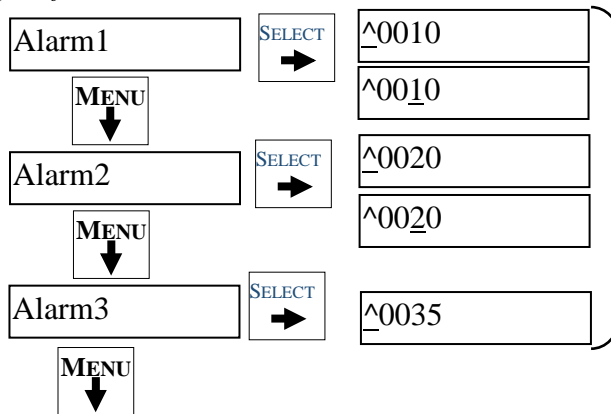 Alarm1
SELECT
^0010
^0010
MENU
Alarm2
SELECT
^0020
^0020
MENU
Alarm3
SELECT
^0035
MENU